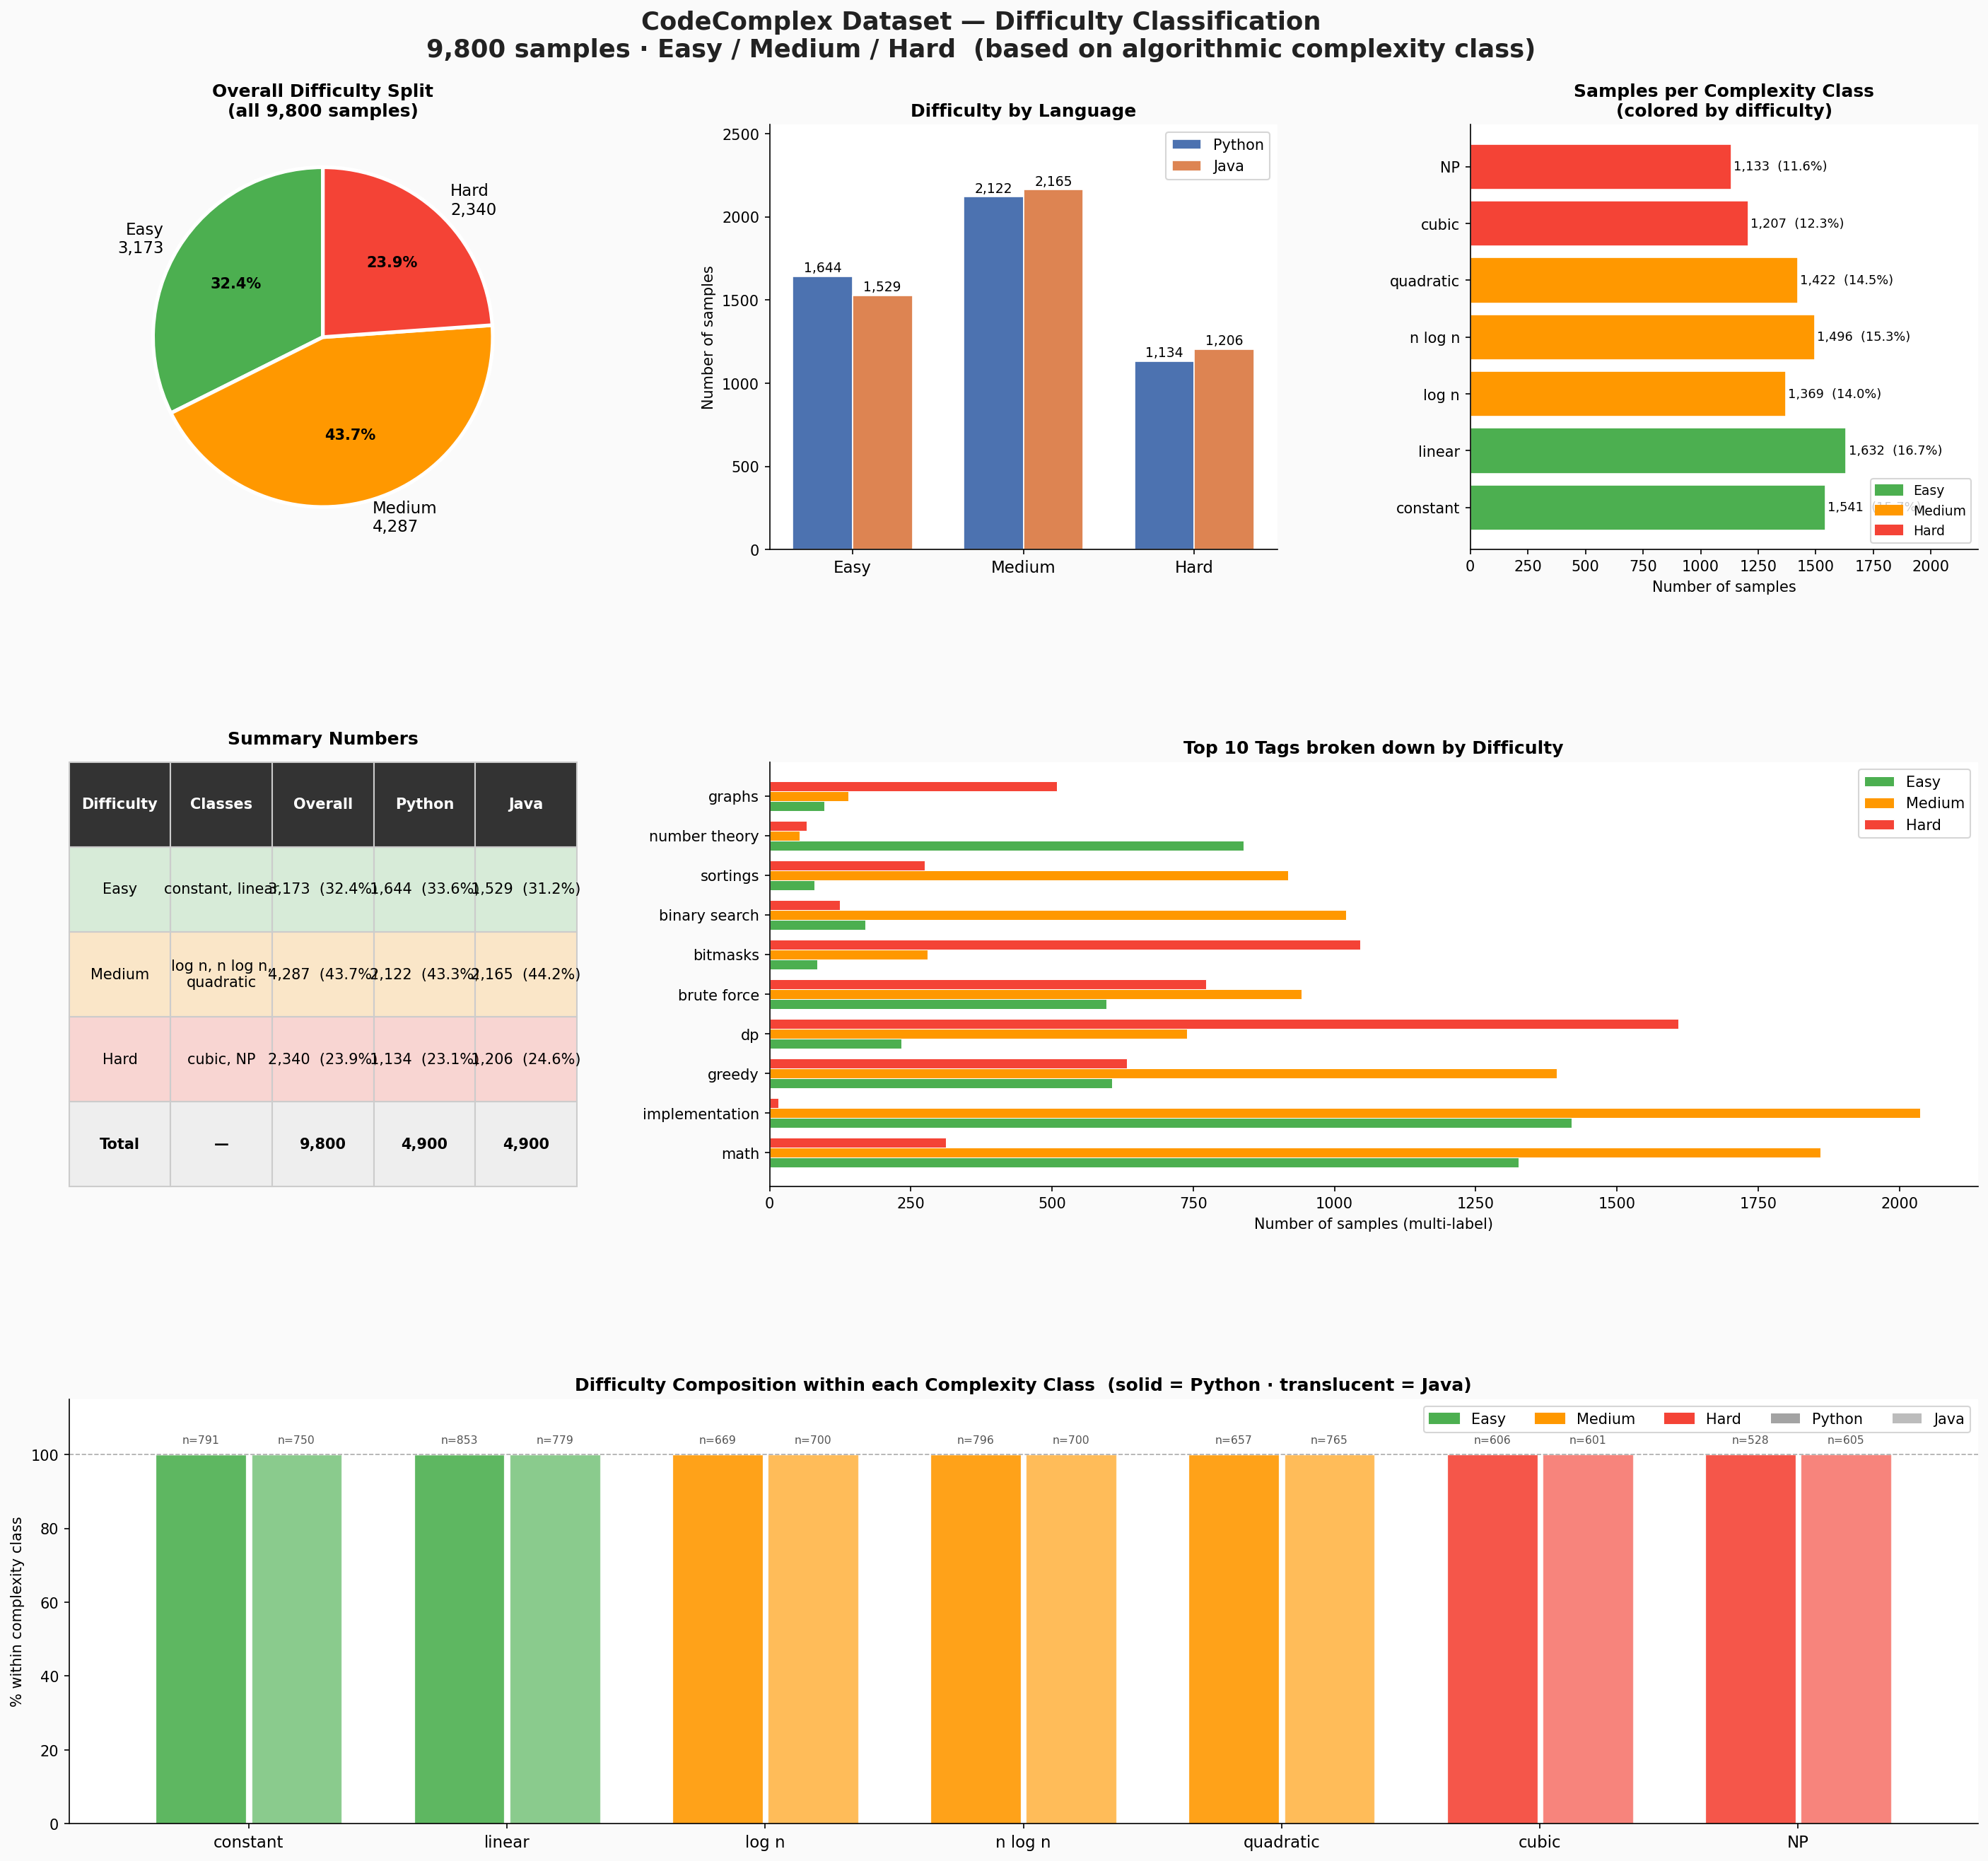 CodeComplex Dataset — Difficulty Classification
9,800 samples · Easy / Medium / Hard  (based on algorithmic complexity class)
Overall Difficulty Split
(all 9,800 samples)
Hard
2,340
Easy
3,173
23.9%
32.4%
43.7%
Medium
4,287
Difficulty by Language
Python
Java
Number of samples
2500
2000
1500
1000
500
0
1,644
1,529
2,122
2,165
1,134
1,206
Easy
Medium
Hard
Samples per Complexity Class
(colored by difficulty)
NP
1,133  (11.6%)
cubic
1,207  (12.3%)
quadratic
1,422  (14.5%)
n log n
1,496  (15.3%)
log n
1,369  (14.0%)
linear
1,632  (16.7%)
constant
1,541
Easy
Medium
Hard
0 250 500 750 1000 1250 1500 1750 2000
Number of samples
Summary Numbers
Difficulty Classes Overall Python Java
Easy constant, linear 3,173  (32.4%) 1,644  (33.6%) 1,529  (31.2%)
Medium log n, n log n,
quadratic 4,287  (43.7%) 2,122  (43.3%) 2,165  (44.2%)
Hard cubic, NP 2,340  (23.9%) 1,134  (23.1%) 1,206  (24.6%)
Total — 9,800 4,900 4,900
Top 10 Tags broken down by Difficulty
Easy
Medium
Hard
graphs
number theory
sortings
binary search
bitmasks
brute force
dp
greedy
implementation
math
0 250 500 750 1000 1250 1500 1750 2000
Number of samples (multi-label)
Difficulty Composition within each Complexity Class  (solid = Python · translucent = Java)
Easy Medium Hard Python Java
n=791 n=750 n=853 n=779 n=669 n=700 n=796 n=700 n=657 n=765 n=606 n=601 n=528 n=605
% within complexity class
100
80
60
40
20
0
constant linear log n n log n quadratic cubic NP